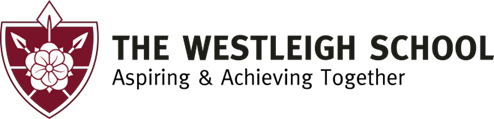 THE WESTLEIGH SCHOOL
Aspiring & Achieving Together